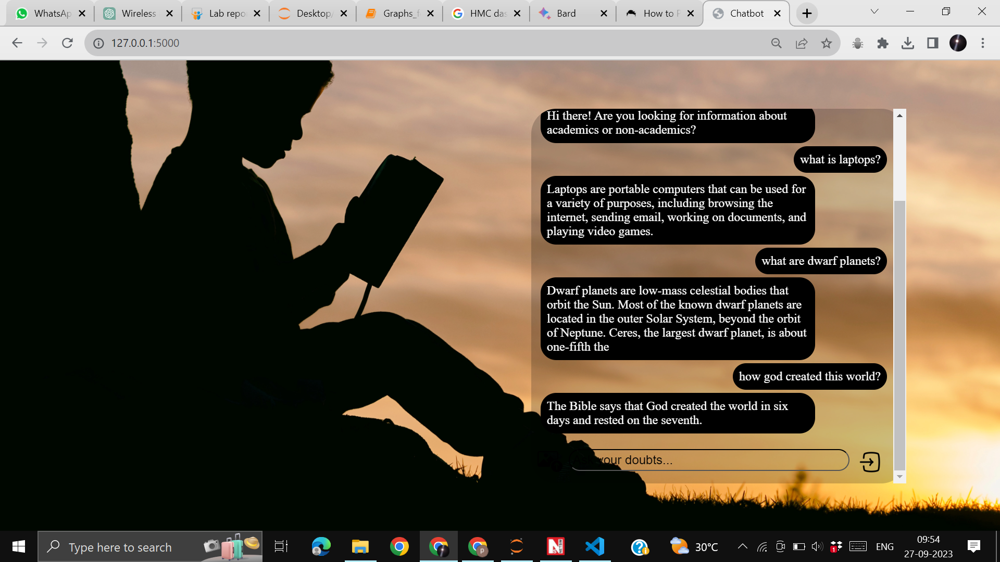 WhatsAp
Wireless
Lab repo
Desktop/
Graphs_f
HMC das
Bard
How to P
Chatbot
127.0.0.1:5000
Hi there! Are you looking for information about
academics or non-academics?
what is laptops?
Laptops are portable computers that can be used for
a variety of purposes, including browsing the
internet, sending email, working on documents, and
playing video games.
what are dwarf planets?
Dwarf planets are low-mass celestial bodies that
orbit the Sun. Most of the known dwarf planets are
located in the outer Solar System, beyond the orbit
of Neptune. Ceres, the largest dwarf planet, is about
one-fifth the
how god created this world?
The Bible says that God created the world in six
days and rested on the seventh.
Ask your doubts...
Type here to search
30°C
ENG
09:54
27-09-2023